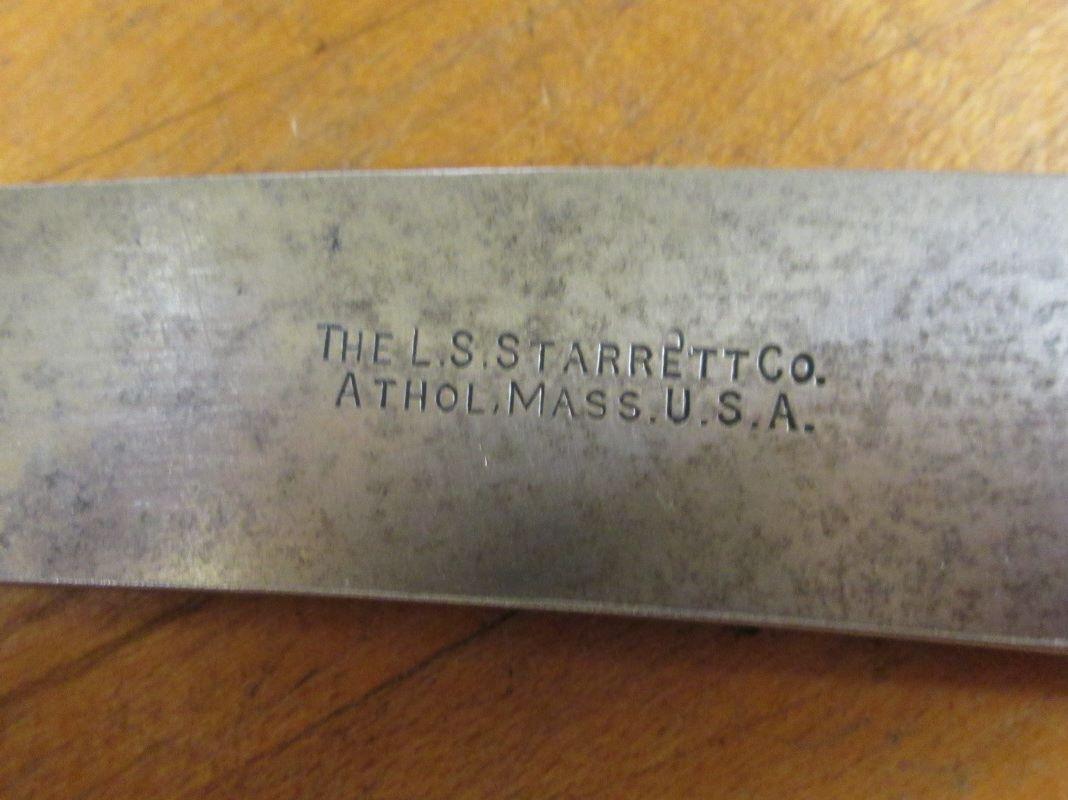 THE L.S.STARRETT CO.
ATHOL, MASS. U.S.A.